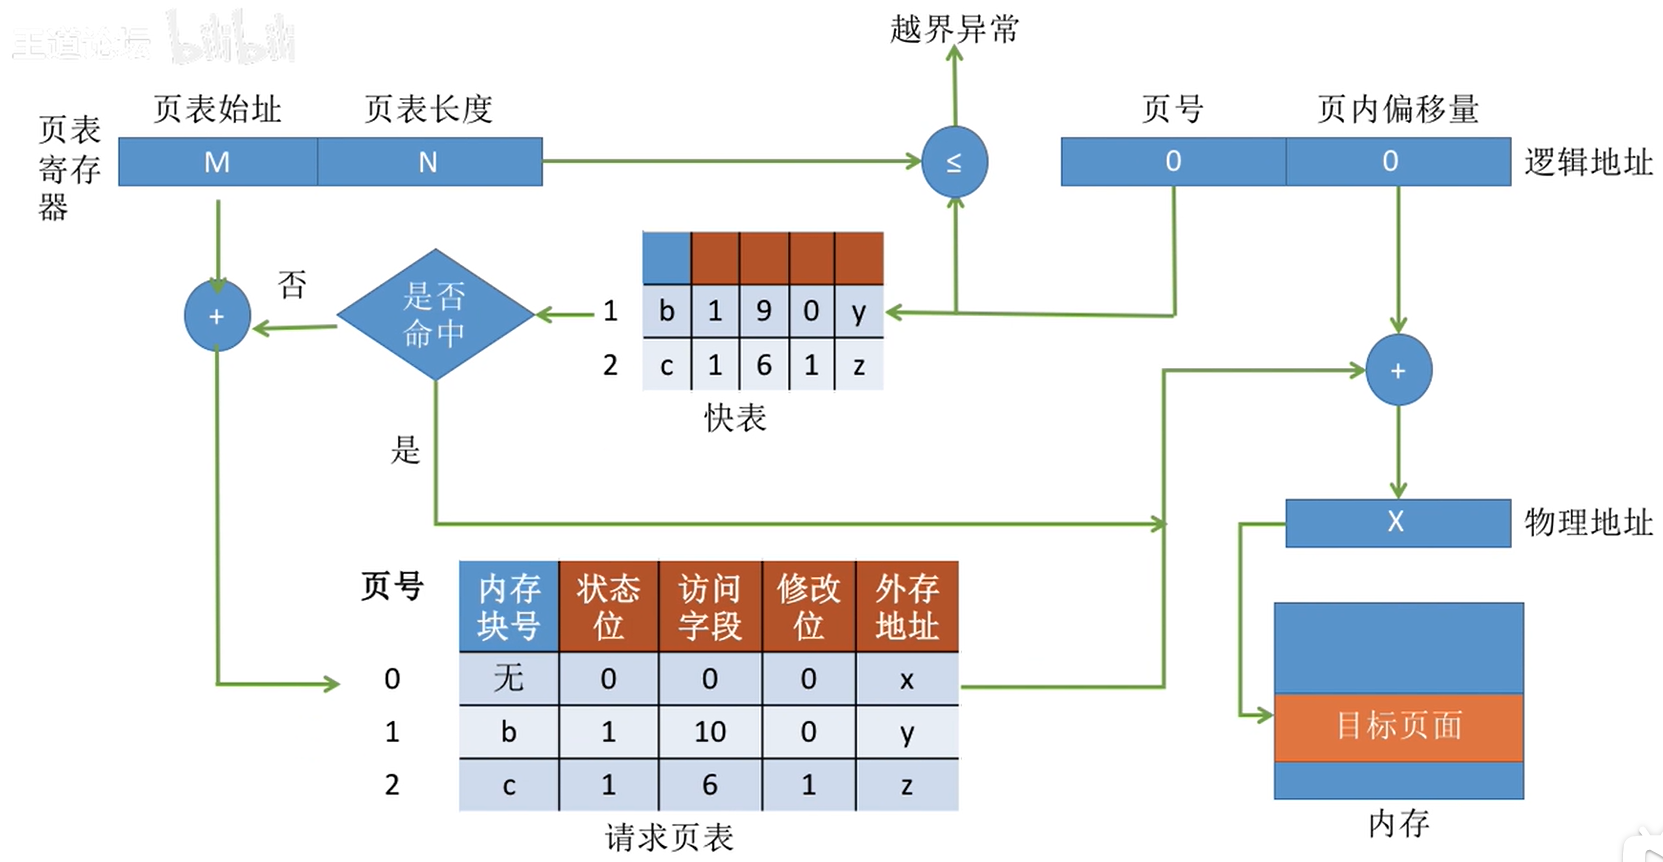 王道论坛 bilibili
越界异常
页表始址 页表长度
页表
寄存
器
M N
≤
页号 页内偏移量
0 0
逻辑地址
+
否
是否
命中
1 b 1 9 0 y
2 c 1 6 1 z
快表
是
+
X
物理地址
页号
内存
块号
状态
位
访问
字段
修改
位
外存
地址
0 无 0 0 0 x
1 b 1 10 0 y
2 c 1 6 1 z
请求页表
目标页面
内存